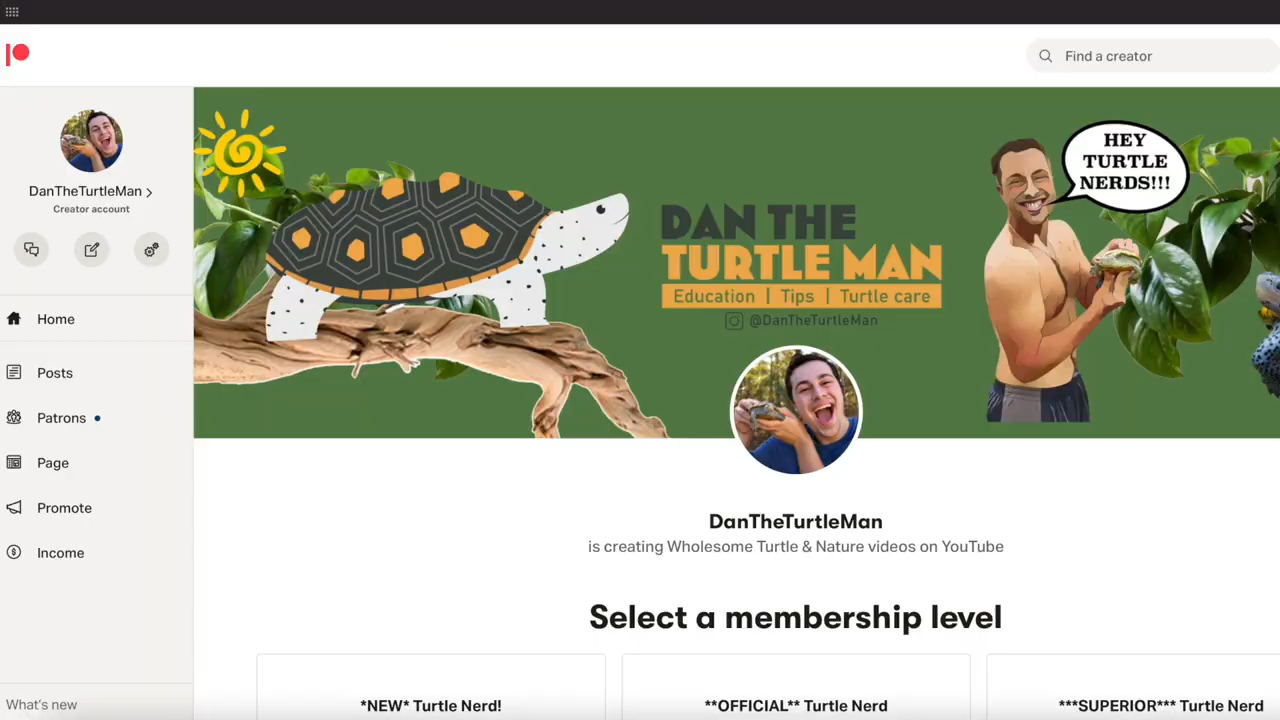 Find a creator
DanTheTurtleMan
Creator account
Home
Posts
Patrons
Page
Promote
Income
What's new
HEY
TURTLE
NERDS!!!
DAN THE
TURTLE MAN
Education | Tips | Turtle care
@DanTheTurtleMan
DanTheTurtleMan
is creating Wholesome Turtle & Nature videos on YouTube
Select a membership level
*NEW* Turtle Nerd!
**OFFICIAL** Turtle Nerd
***SUPERIOR*** Turtle Nerd